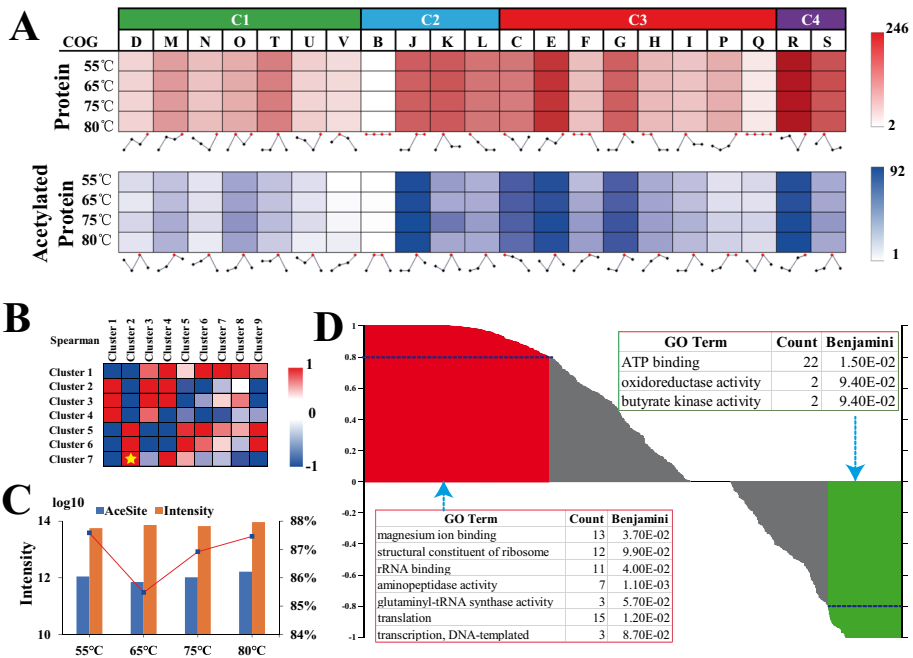 A
C1 C2 C3 C4
COG D M N O T U V B J K L C E F G H I P Q R S
Protein
55℃
65℃
75℃
80℃
246
2
Acetylated Protein
55℃
65℃
75℃
80℃
92
1
B
Spearman
Cluster 1 Cluster 2 Cluster 3 Cluster 4 Cluster 5 Cluster 6 Cluster 7 Cluster 8 Cluster 9
Cluster 1
Cluster 2
Cluster 3
Cluster 4
Cluster 5
Cluster 6
Cluster 7
1
0
-1
C
log10
AceSite Intensity
Intensity
14
12
10
88%
87%
86%
85%
84%
55℃ 65℃ 75℃ 80℃
D
1
0.8
0.6
0.4
0.2
0
-0.2
-0.4
-0.6
-0.8
-1
GO Term Count Benjamini
ATP binding 22 1.50E-02
oxidoreductase activity 2 9.40E-02
butyrate kinase activity 2 9.40E-02
GO Term Count Benjamini
magnesium ion binding 13 3.70E-02
structural constituent of ribosome 12 9.90E-02
rRNA binding 11 4.00E-02
aminopeptidase activity 7 1.10E-03
glutaminyl-tRNA synthase activity 3 5.70E-02
translation 15 1.20E-02
transcription, DNA-templated 3 8.70E-02